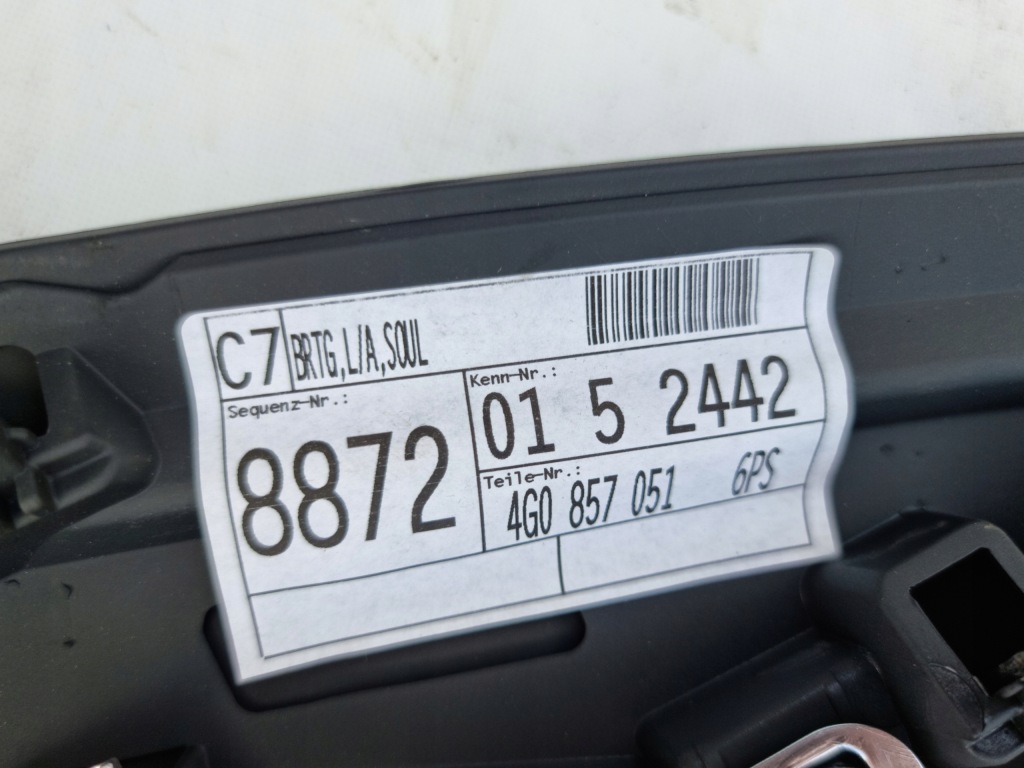 C7 BRTG,L/A,SOUL
Sequenz-Nr.:
8872
Kenn-Nr.:
01 5 2442
Teile-Nr.:
4G0 857 051 6PS